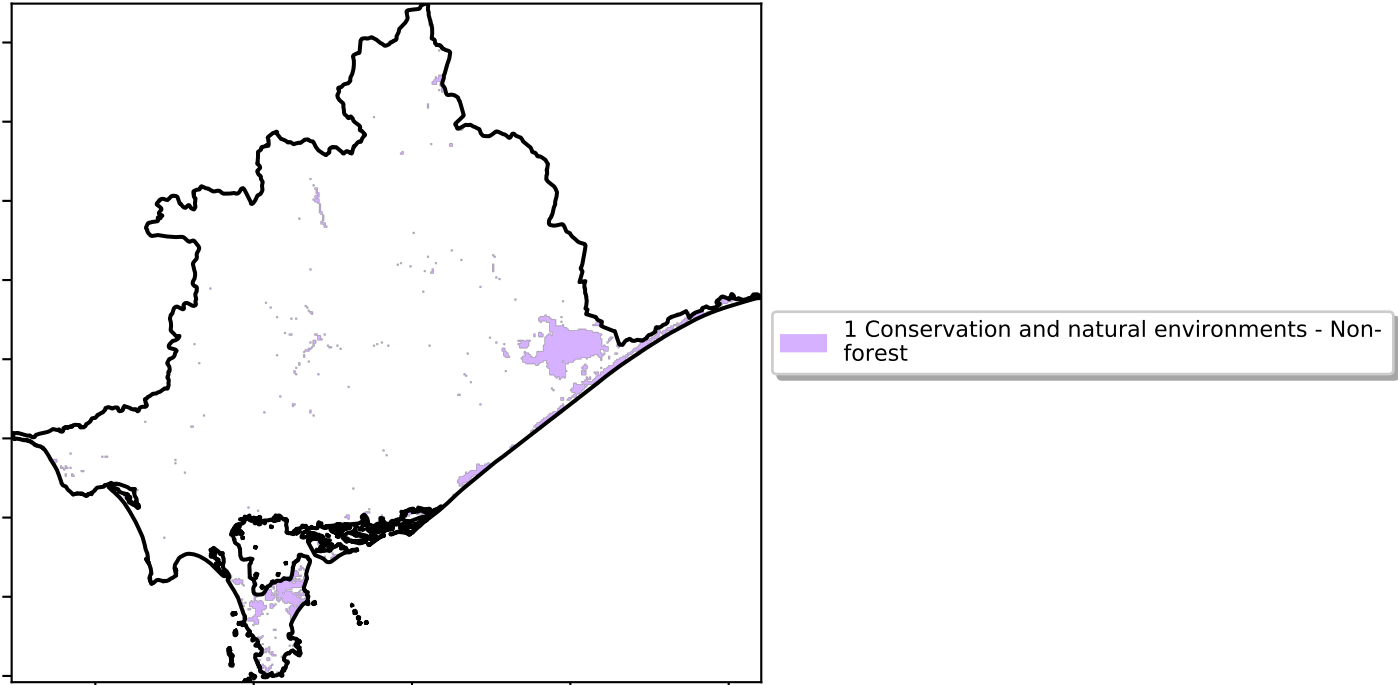 1 Conservation and natural environments - Non-
forest